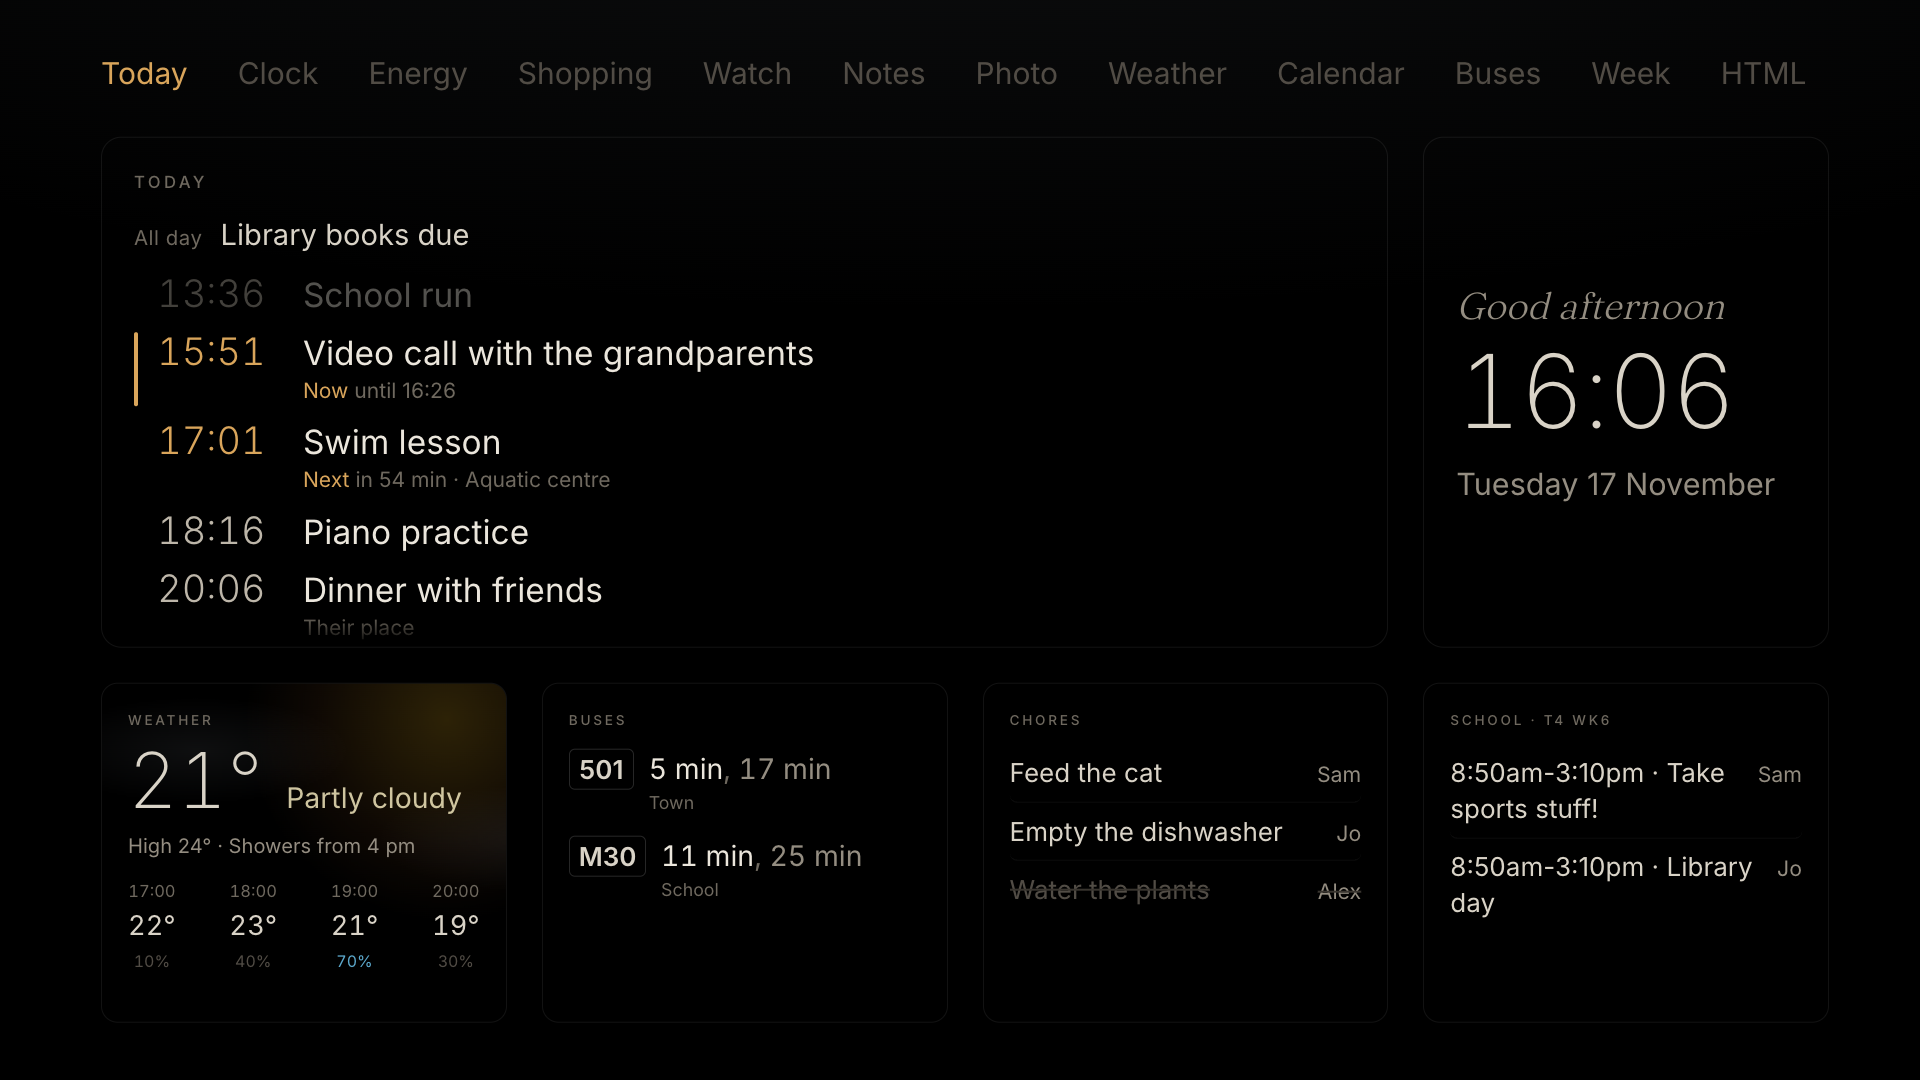 Today Clock Energy Shopping Watch Notes Photo Weather Calendar Buses Week HTML
TODAY
All day Library books due
13:36 School run
15:51 Video call with the grandparents
Now until 16:26
17:01 Swim lesson
Next in 54 min · Aquatic centre
18:16 Piano practice
20:06 Dinner with friends
Their place
Good afternoon
16:06
Tuesday 17 November
WEATHER
21° Partly cloudy
High 24° · Showers from 4 pm
17:00 18:00 19:00 20:00
22° 23° 21° 19°
10% 40% 70% 30%
BUSES
501 5 min, 17 min
Town
M30 11 min, 25 min
School
CHORES
Feed the cat Sam
Empty the dishwasher Jo
Water the plants Alex
SCHOOL · T4 WK6
8:50am-3:10pm · Take Sam
sports stuff!
8:50am-3:10pm · Library Jo
day